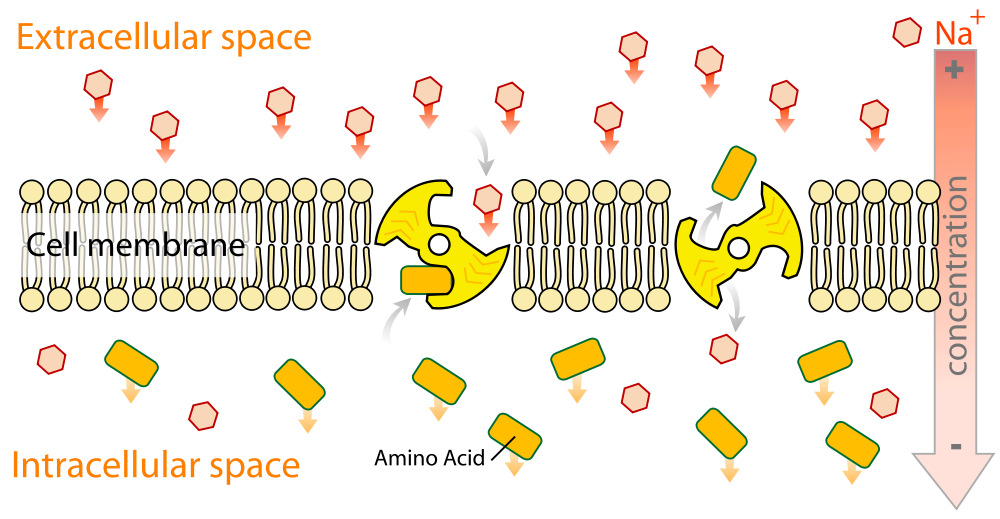 Extracellular space
Na+
+
Cell membrane
concentration
Amino Acid
-
Intracellular space